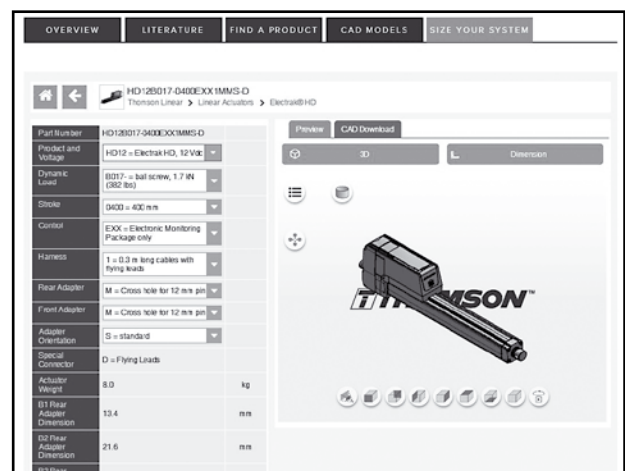 OVERVIEW LITERATURE FIND A PRODUCT CAD MODELS SIZE YOUR SYSTEM
HD12B017-0400EXX1MMS-D
Thomson Linear > Linear Actuators > Electrak® HD
Preview CAD Download
3D Dimension
Part Number HD12B017-0400EXX1MMS-D
Product and Voltage HD12 = Electrak HD, 12 Vdc
Dynamic Load B017- = ball screw, 1.7 kN (382 lbs)
Stroke 0400 = 400 mm
Control EXX = Electronic Monitoring Package only
Harness 1 = 0.3 m long cables with flying leads
Rear Adapter M = Cross hole for 12 mm pin
Front Adapter M = Cross hole for 12 mm pin
Adapter Orientation S = standard
Special Connector D = Flying Leads
Actuator Weight 8.0 kg
B1 Rear Adapter Dimension 13.4 mm
B2 Rear Adapter Dimension 21.6 mm
THOMSON™